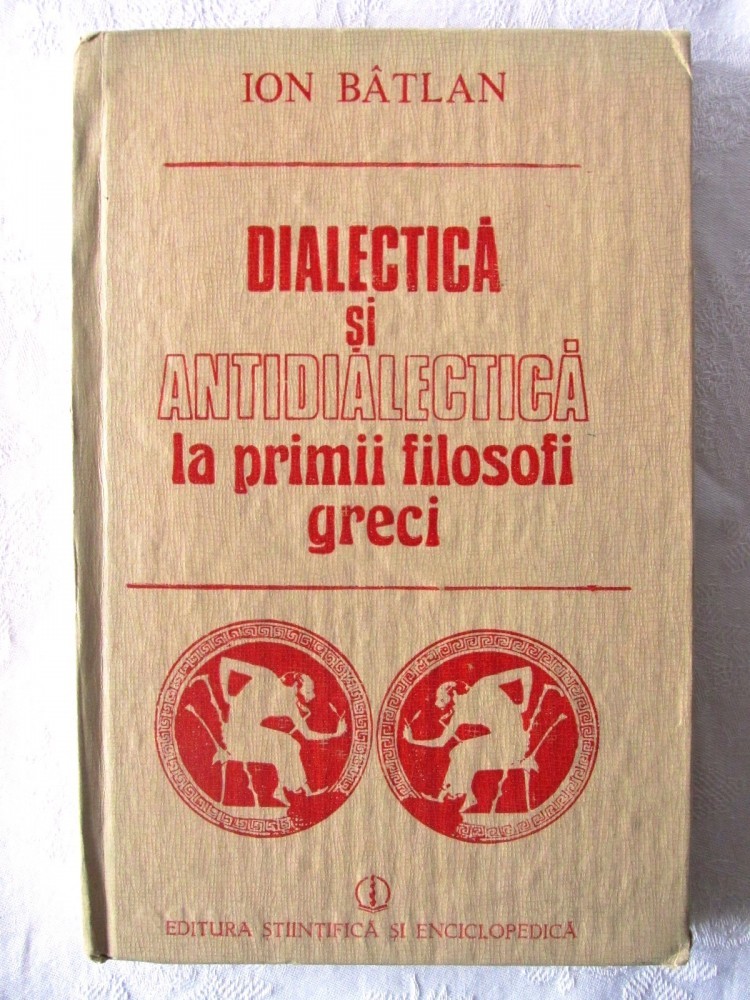 ION BÂTLAN
DIALECTICĂ
și
ANTIDIALECTICĂ
la primii filosofi
greci
EDITURA ȘTIINȚIFICĂ ȘI ENCICLOPEDICĂ